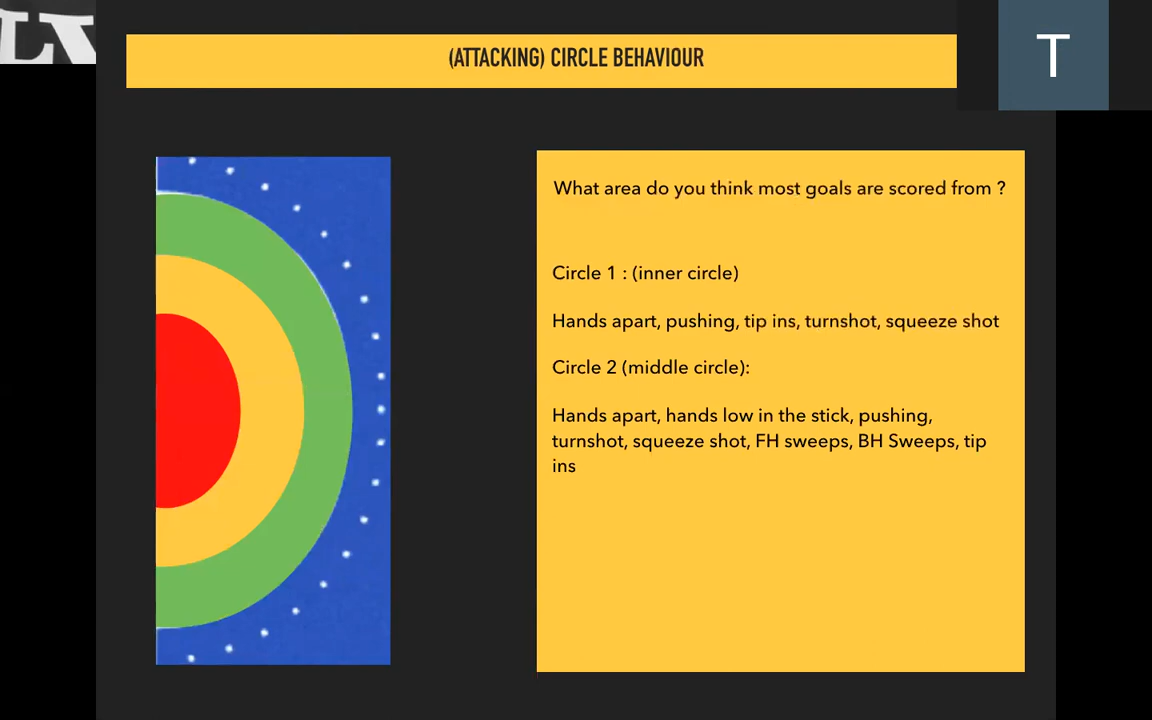 LV
(ATTACKING) CIRCLE BEHAVIOUR
T
What area do you think most goals are scored from ?
Circle 1 : (inner circle)
Hands apart, pushing, tip ins, turnshot, squeeze shot
Circle 2 (middle circle):
Hands apart, hands low in the stick, pushing,
turnshot, squeeze shot, FH sweeps, BH Sweeps, tip
ins